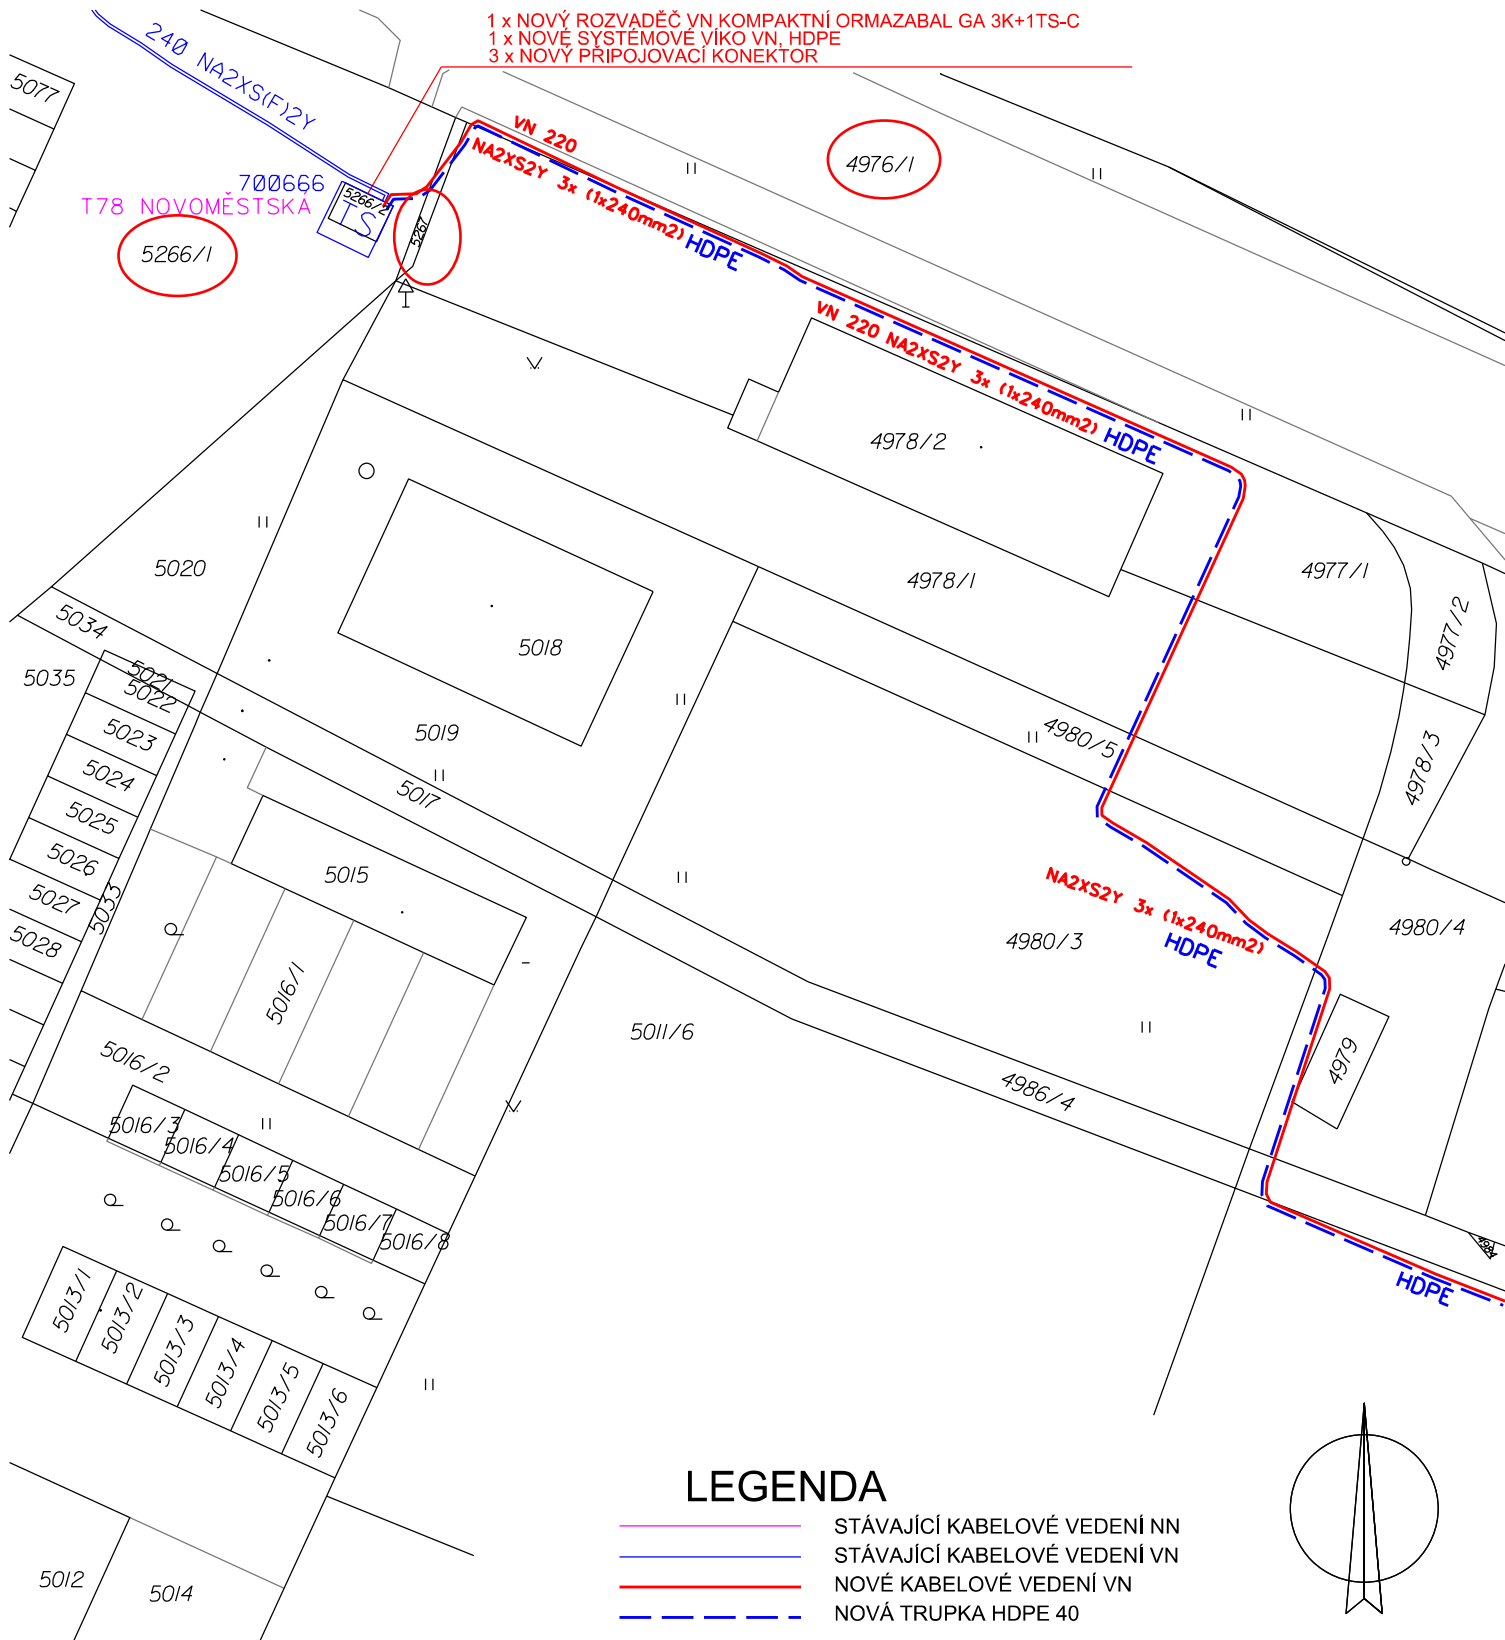 1 x NOVÝ ROZVADĚČ VN KOMPAKTNÍ ORMAZABAL GA 3K+1TS-C
1 x NOVÉ SYSTÉMOVÉ VÍKO VN, HDPE
3 x NOVÝ PŘIPOJOVACÍ KONEKTOR
240 NA2XS(F)2Y
5077
VN 220
NA2XS2Y 3x (1x240mm2) HDPE
4976/1
700666
T78 NOVOMĚSTSKÁ
5266/2
TS
5267
5266/1
VN 220 NA2XS2Y 3x (1x240mm2) HDPE
4978/2
4978/1
4977/1
4977/2
4978/3
5020
5034
5035
5021
5022
5023
5024
5025
5026
5027
5028
5033
5018
5019
5017
5015
5016/1
4980/5
NA2XS2Y 3x (1x240mm2)
HDPE
4980/3
4980/4
4979
5011/6
4986/4
4984
HDPE
5016/2
5016/3
5016/4
5016/5
5016/6
5016/7
5016/8
5013/1
5013/2
5013/3
5013/4
5013/5
5013/6
5012
5014
LEGENDA
STÁVAJÍCÍ KABELOVÉ VEDENÍ NN
STÁVAJÍCÍ KABELOVÉ VEDENÍ VN
NOVÉ KABELOVÉ VEDENÍ VN
NOVÁ TRUPKA HDPE 40